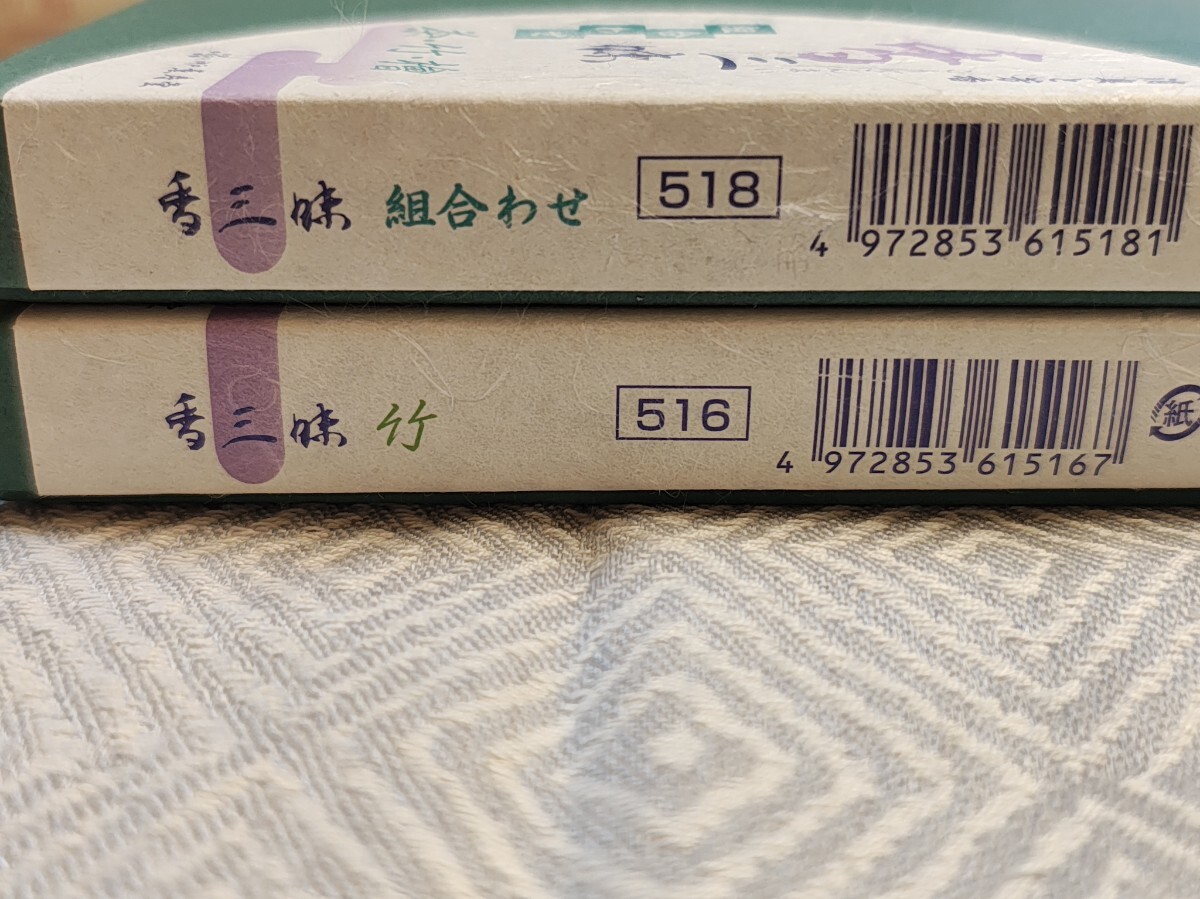 香三昧 組合わせ 518
4 972853 615181
香三昧 竹 516
4 972853 615167
紙